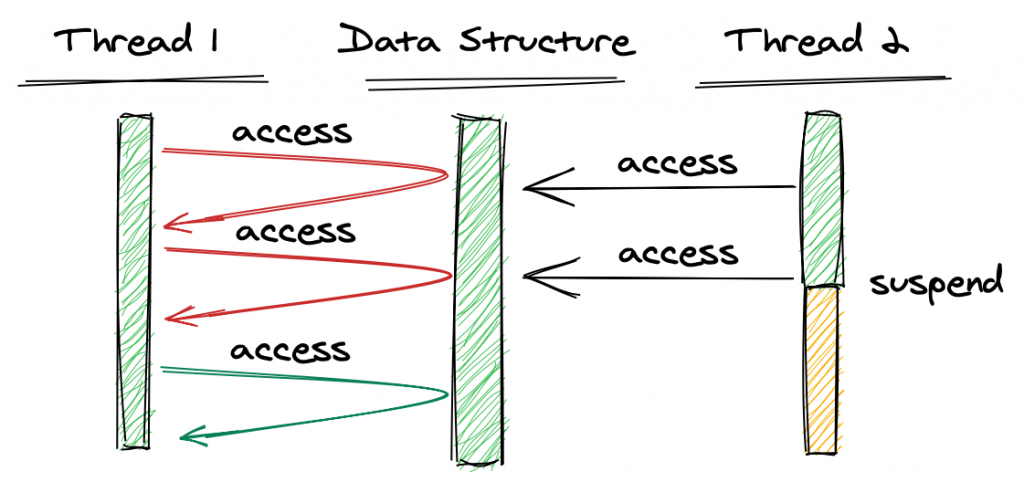 Thread 1
Data Structure
Thread 2
access
access
access
access
suspend
access